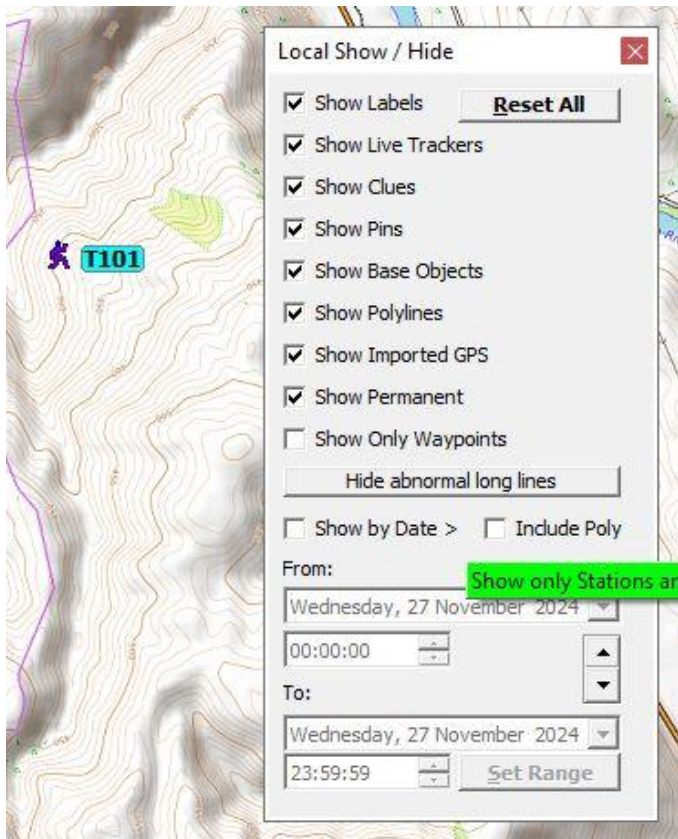 Local Show / Hide
Show Labels Reset All
Show Live Trackers
Show Clues
Show Pins
T101
Show Base Objects
Show Polylines
Show Imported GPS
Show Permanent
Show Only Waypoints
Hide abnormal long lines
Show by Date > Include Poly
From:
Show only Stations
Wednesday, 27 November 2024
00:00:00
To:
Wednesday, 27 November 2024
23:59:59 Set Range